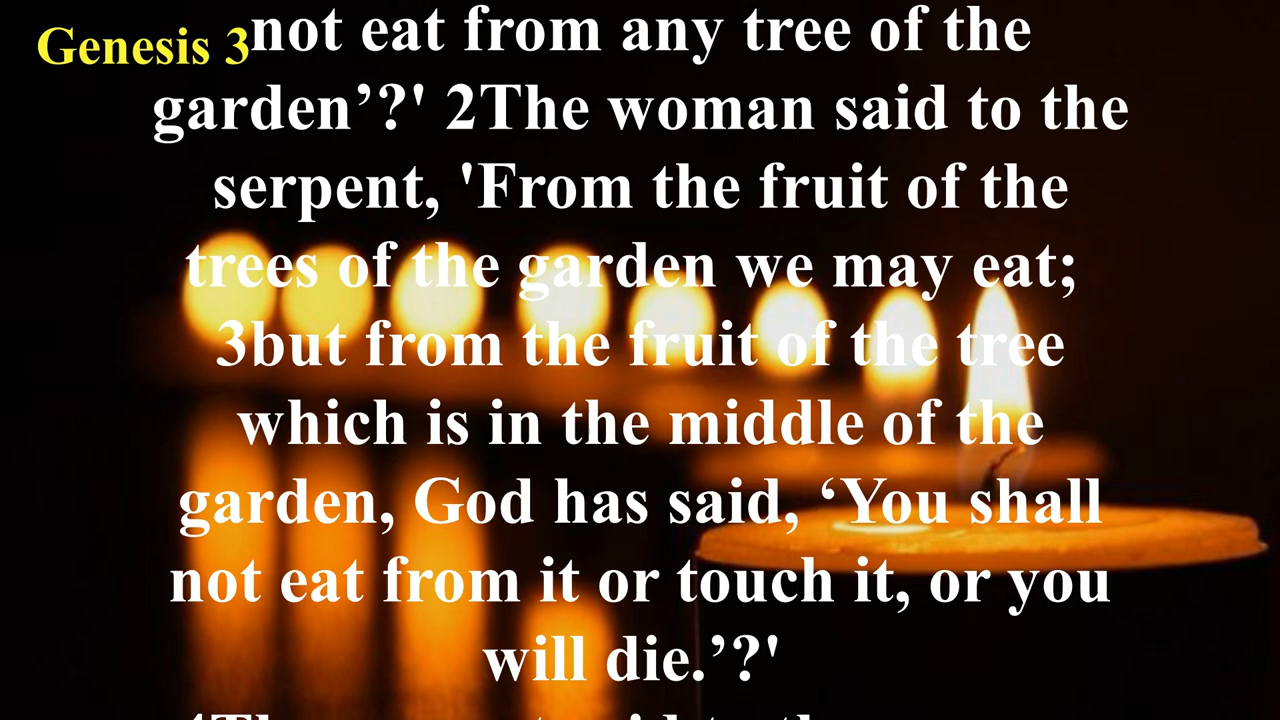 Genesis 3
not eat from any tree of the
garden’?' 2The woman said to the
serpent, 'From the fruit of the
trees of the garden we may eat;
3but from the fruit of the tree
which is in the middle of the
garden, God has said, ‘You shall
not eat from it or touch it, or you
will die.’?'